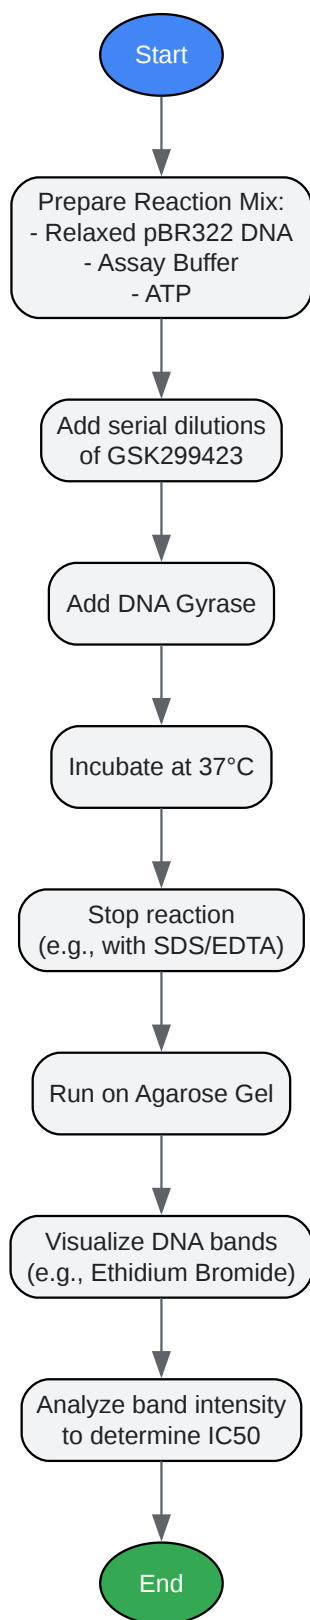 Start
Prepare Reaction Mix:
- Relaxed pBR322 DNA
- Assay Buffer
- ATP
Add serial dilutions
of GSK299423
Add DNA Gyrase
Incubate at 37°C
Stop reaction
(e.g., with SDS/EDTA)
Run on Agarose Gel
Visualize DNA bands
(e.g., Ethidium Bromide)
Analyze band intensity
to determine IC50
End